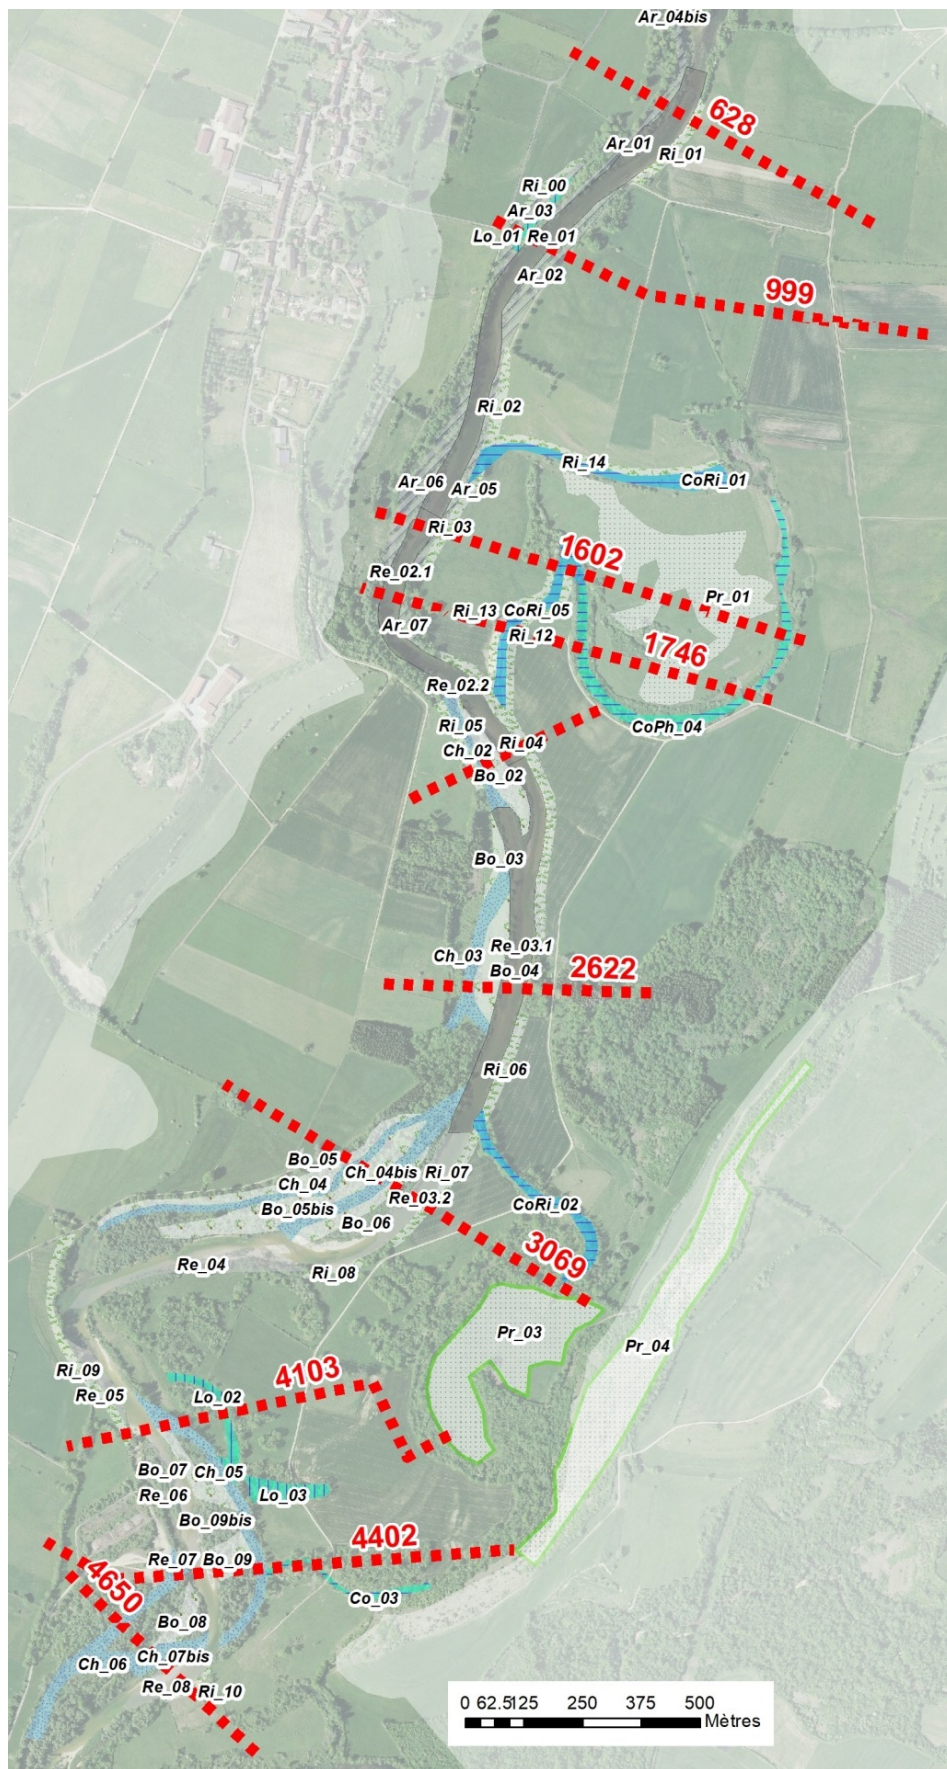 Ar_04bis
628
Ar_01
Ri_01
Ri_00
Ar_03
Lo_01
Re_01
Ar_02
999
Ri_02
Ri_14
CoRi_01
Ar_06
Ar_05
Ri_03
1602
Re_02.1
Pr_01
Ri_13
CoRi_05
Ar_07
Ri_12
1746
Re_02.2
Ri_05
CoPh_04
Ri_04
Ch_02
Bo_02
Bo_03
Re_03.1
Ch_03
Bo_04
2622
Ri_06
Bo_05
Ch_04bis
Ri_07
Ch_04
Re_03.2
CoRi_02
Bo_05bis
Bo_06
3069
Re_04
Ri_08
Pr_03
Pr_04
Ri_09
4103
Re_05
Lo_02
Bo_07
Ch_05
Re_06
Lo_03
Bo_09bis
4402
Re_07
Bo_09
4650
Co_03
Bo_08
Ch_07bis
Ch_06
Re_08
Ri_10
0 62.5125 250 375 500
Mètres